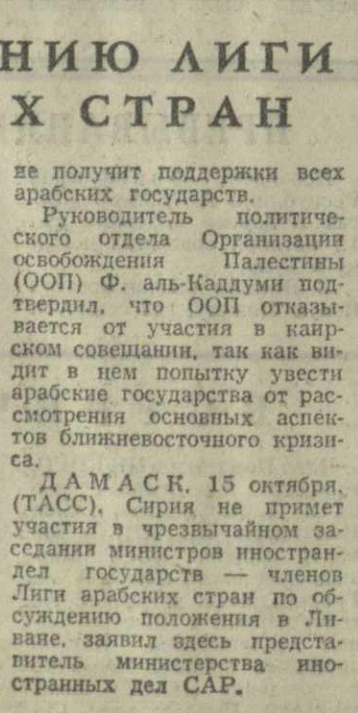 НИЮ ЛИГИ
Х СТРАН
не получит поддержки всех
арабских государств.
Руководитель политиче-
ского отдела Организации
освобождения Палестины
(ООП) Ф. аль-Каддуми под-
твердил, что ООП отказы-
вается от участия в каир-
ском совещании, так как ви-
дит в нем попытку увести
арабские государства от рас-
смотрения основных аспек-
тов ближневосточного кризи-
са.
ДАМАСК, 15 октября.
(ТАСС). Сирия не примет
участия в чрезвычайном за-
седании министров иностран-
дел государств — членов
Лиги арабских стран по об-
суждению положения в Ли-
ване, заявил здесь предста-
витель министерства ино-
странных дел САР.